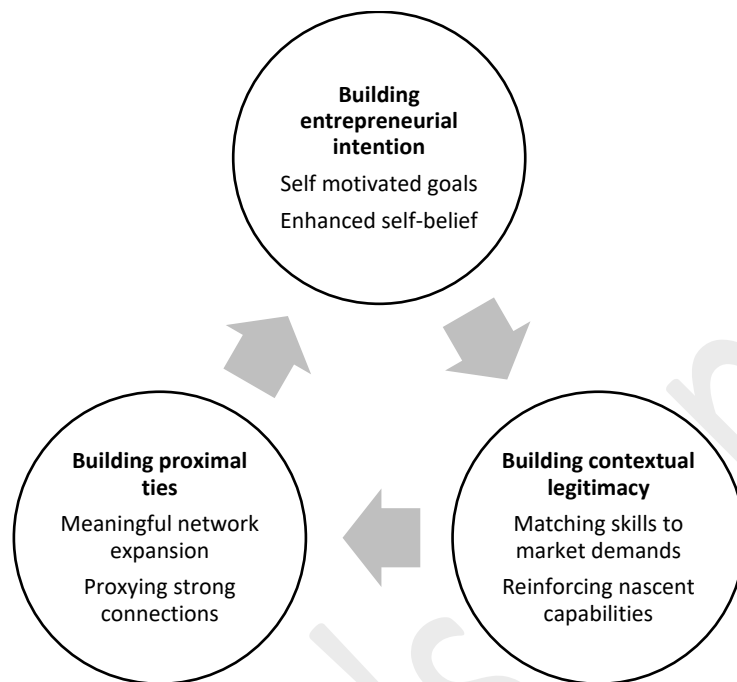 Building
entrepreneurial
intention
Self motivated goals
Enhanced self-belief
Building proximal
ties
Meaningful network
expansion
Proxying strong
connections
Building contextual
legitimacy
Matching skills to
market demands
Reinforcing nascent
capabilities